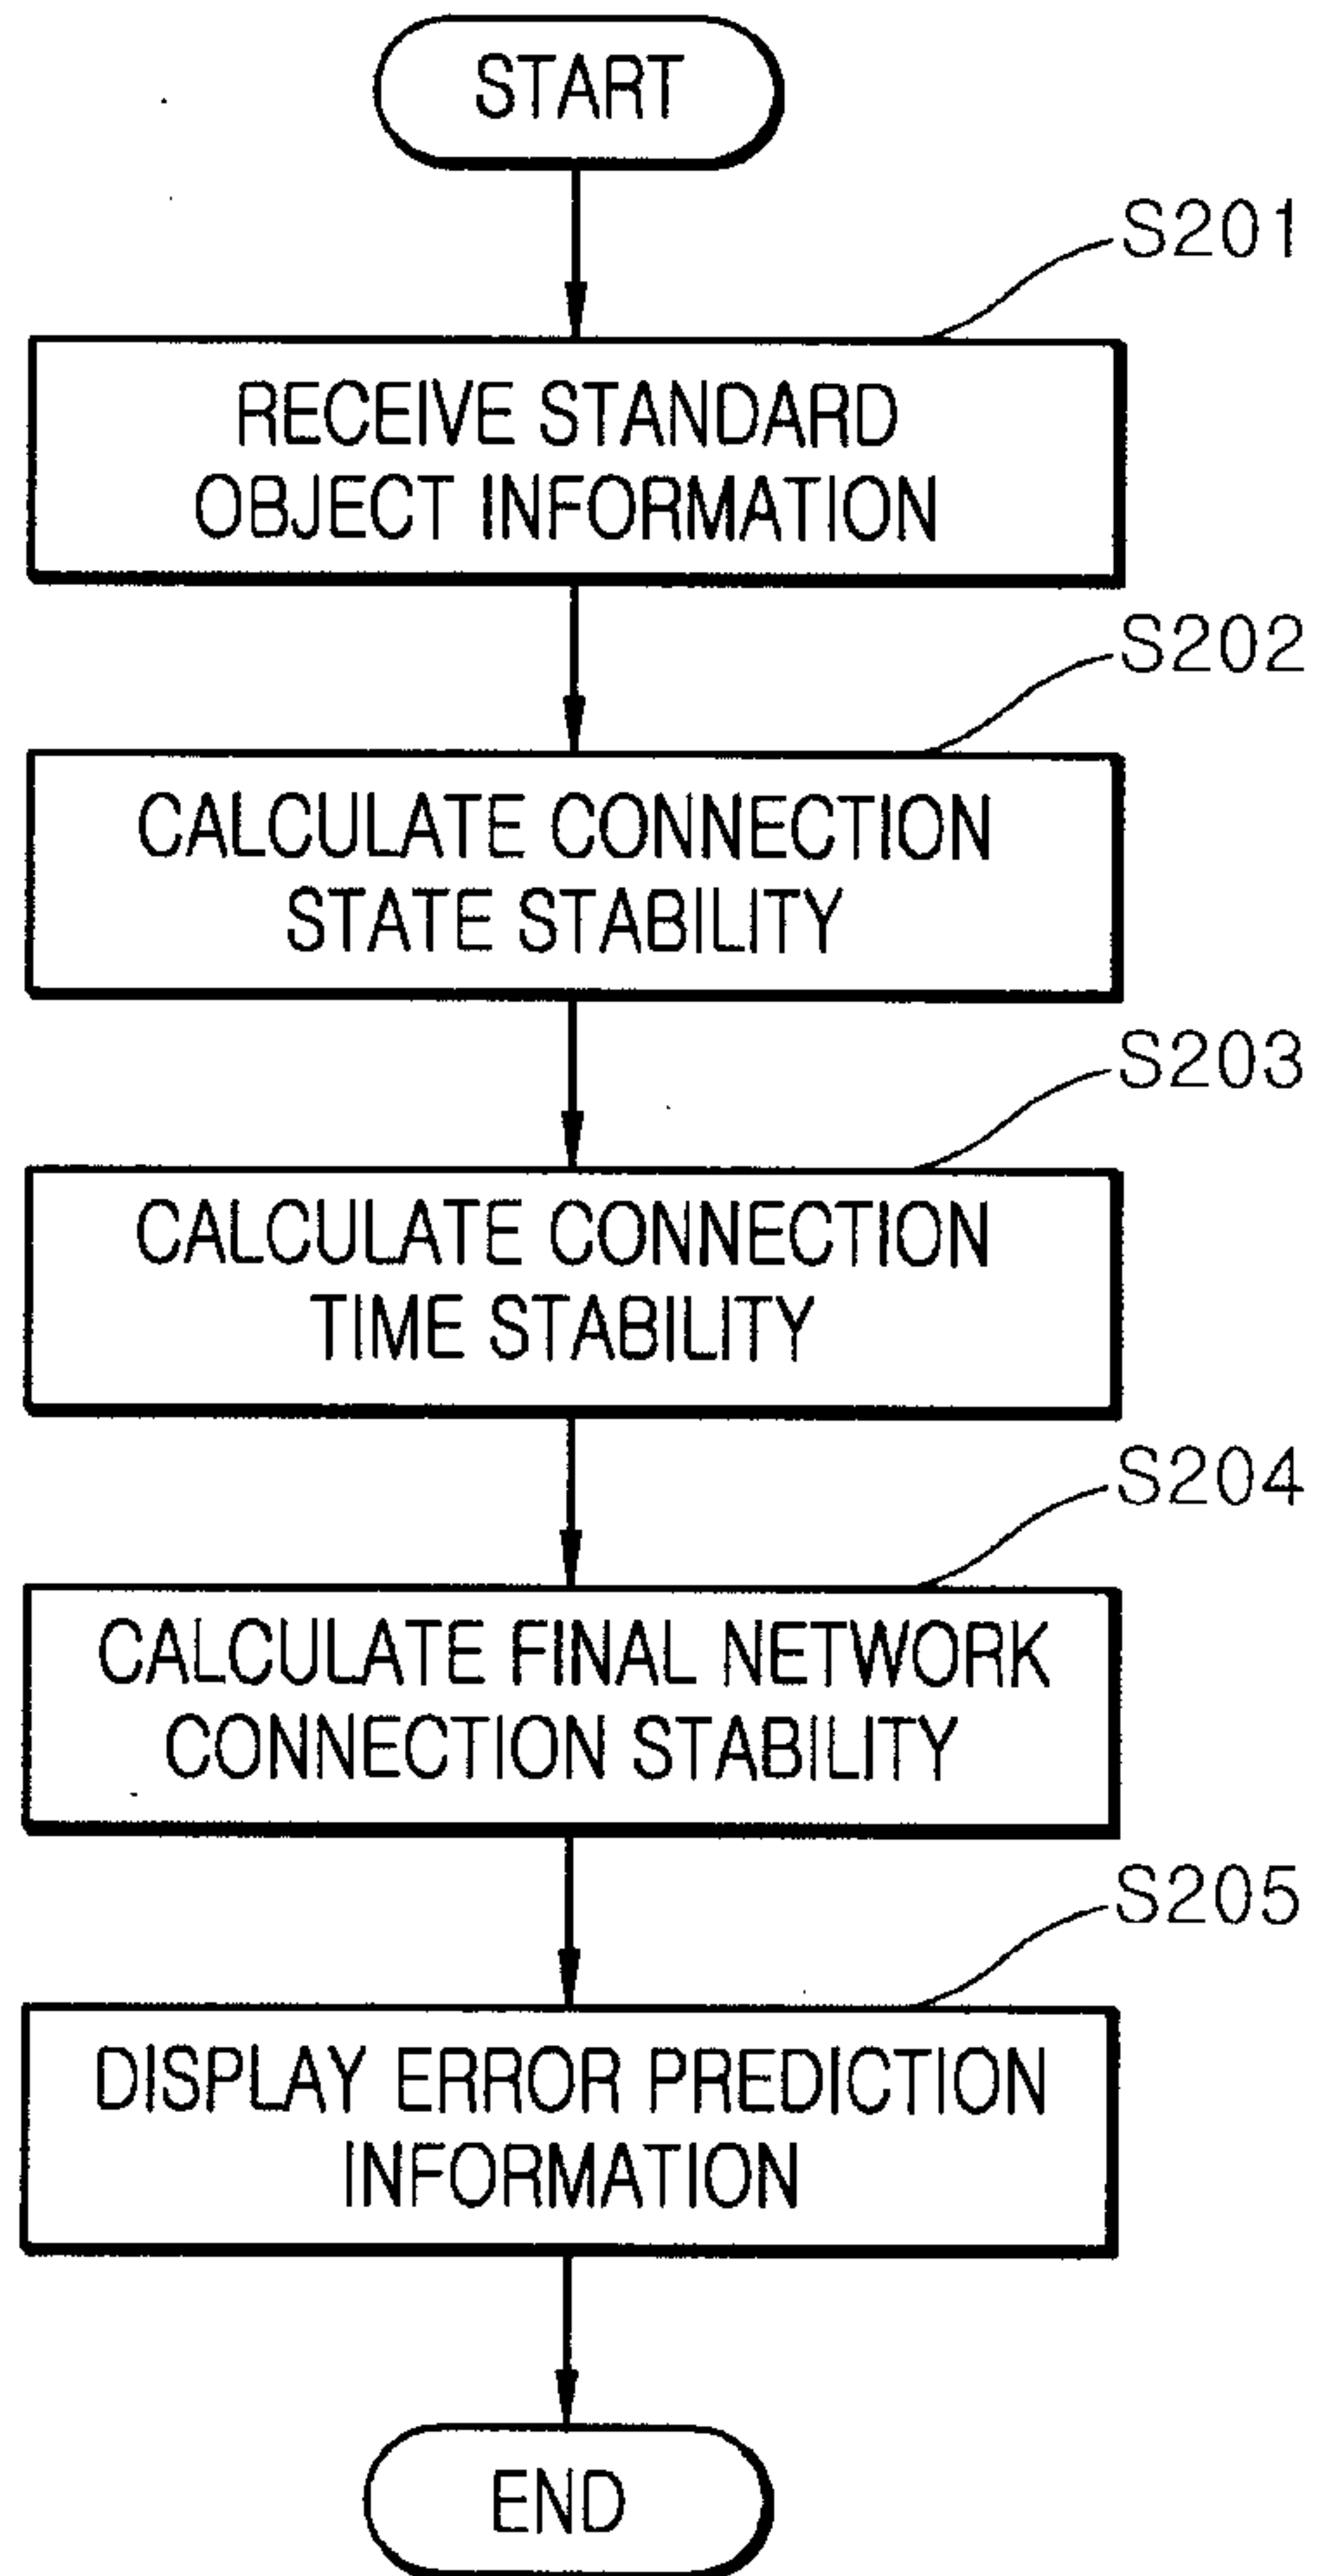 START
S201
RECEIVE STANDARD
OBJECT INFORMATION
S202
CALCULATE CONNECTION
STATE STABILITY
S203
CALCULATE CONNECTION
TIME STABILITY
S204
CALCULATE FINAL NETWORK
CONNECTION STABILITY
S205
DISPLAY ERROR PREDICTION
INFORMATION
END